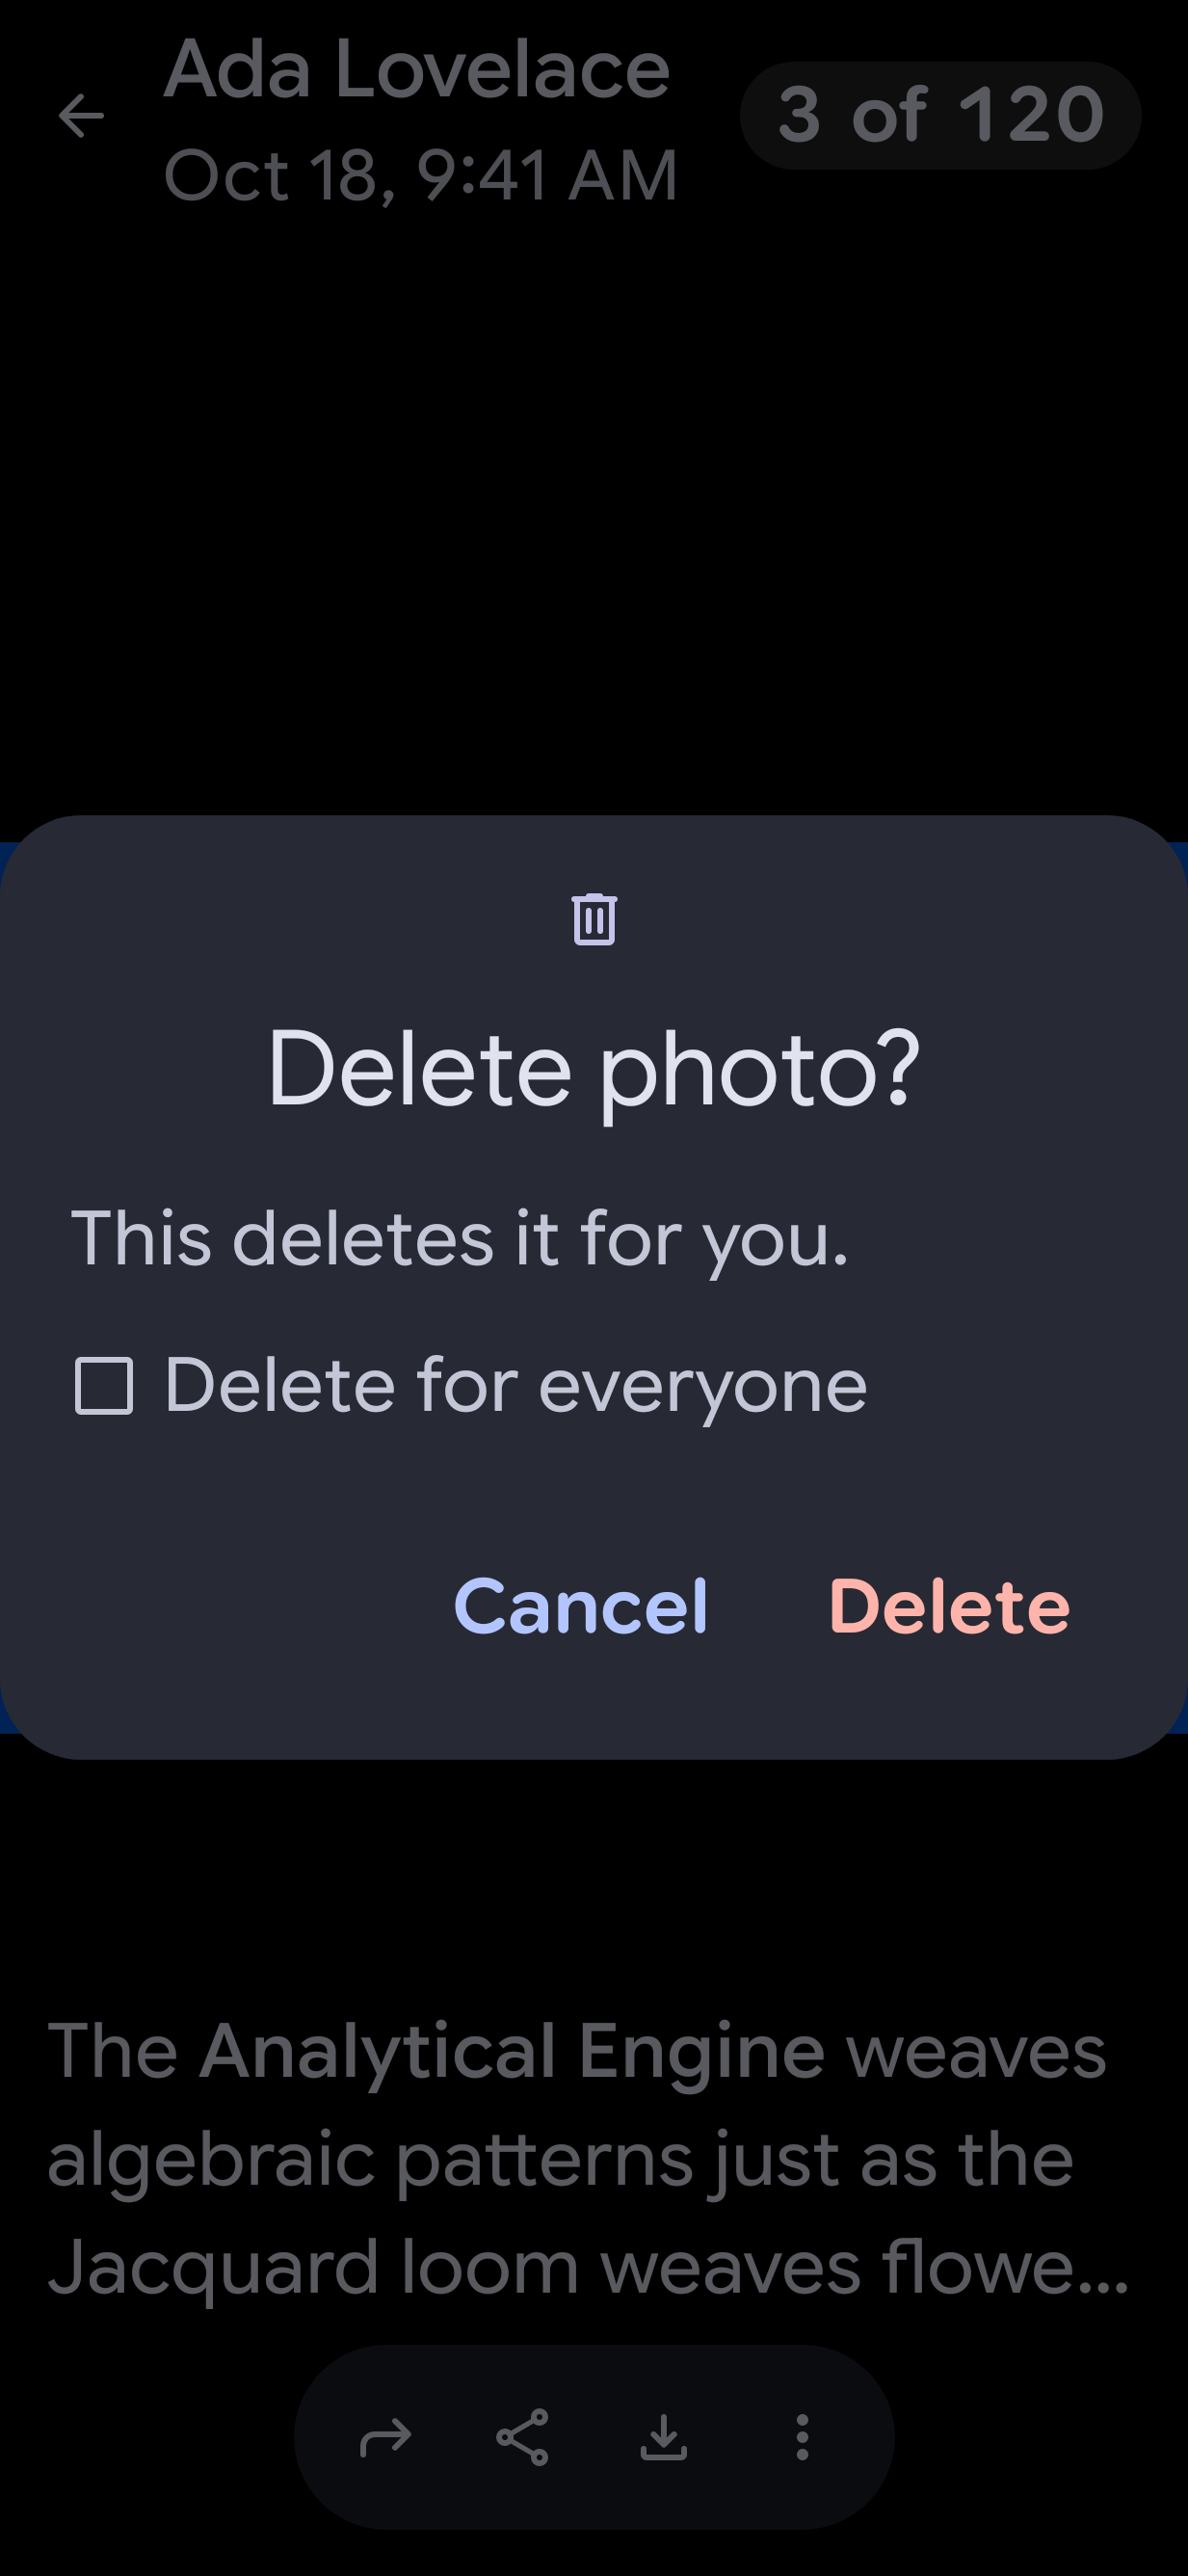 Ada Lovelace
Oct 18, 9:41 AM
3 of 120
Delete photo?
This deletes it for you.
Delete for everyone
Cancel
Delete
The Analytical Engine weaves
algebraic patterns just as the
Jacquard loom weaves flowe...